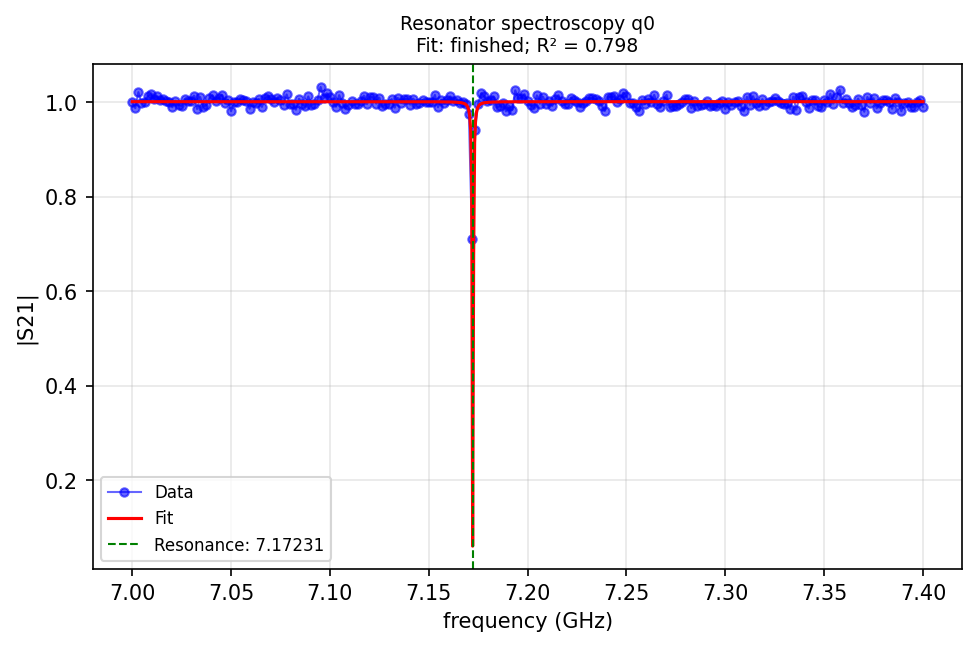 Resonator spectroscopy q0
Fit: finished; R² = 0.798
|S21|
1.0
0.8
0.6
0.4
0.2
Data
Fit
Resonance: 7.17231
7.00 7.05 7.10 7.15 7.20 7.25 7.30 7.35 7.40
frequency (GHz)